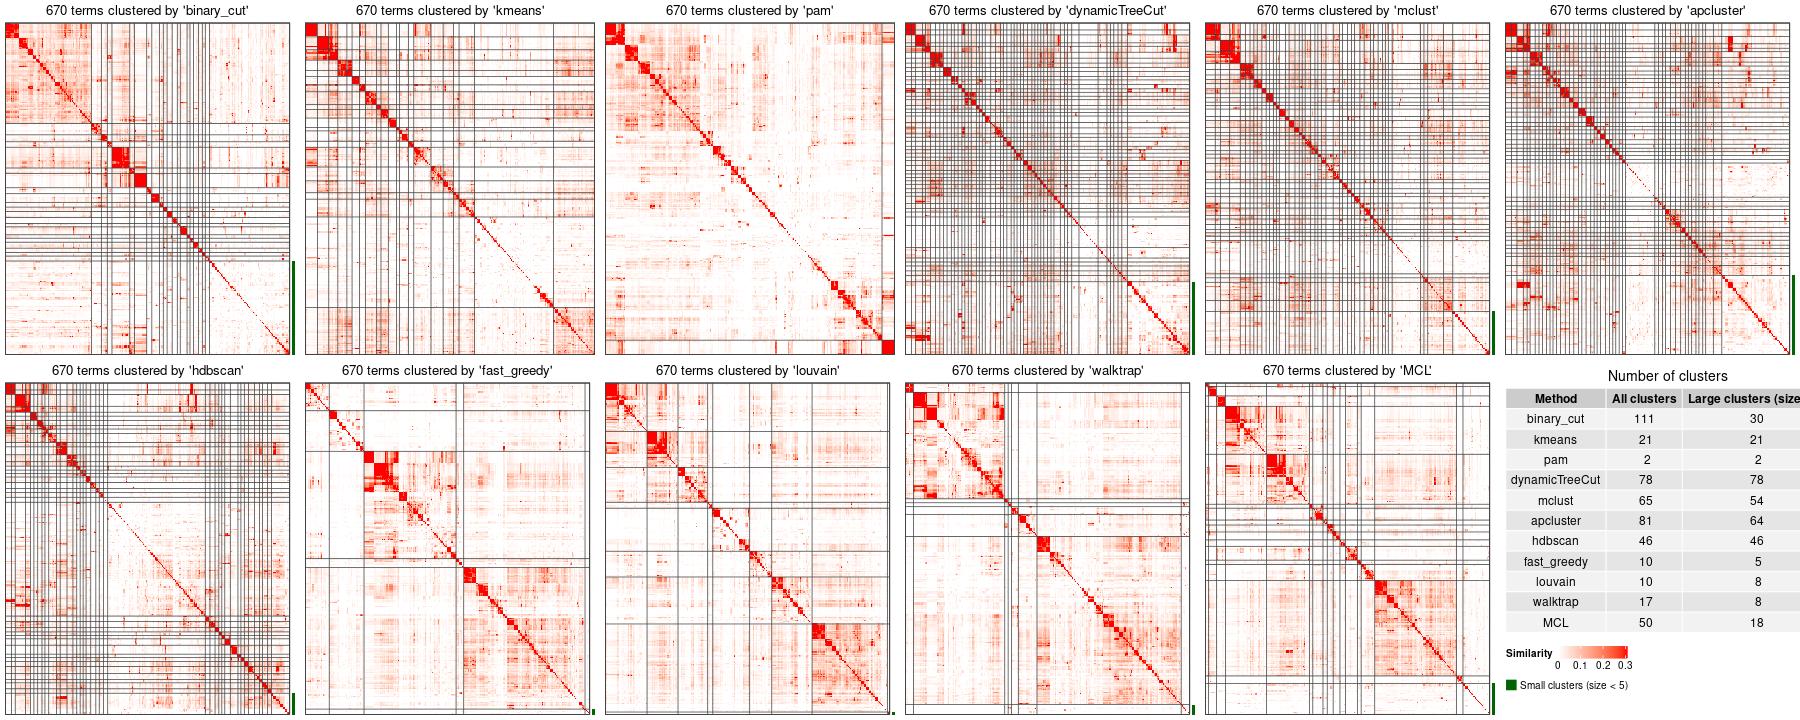 670 terms clustered by 'binary_cut'
670 terms clustered by 'kmeans'
670 terms clustered by 'pam'
670 terms clustered by 'dynamicTreeCut'
670 terms clustered by 'mclust'
670 terms clustered by 'apcluster'
670 terms clustered by 'hdbscan'
670 terms clustered by 'fast_greedy'
670 terms clustered by 'louvain'
670 terms clustered by 'walktrap'
670 terms clustered by 'MCL'
Number of clusters
Method All clusters Large clusters (size
binary_cut 111 30
kmeans 21 21
pam 2 2
dynamicTreeCut 78 78
mclust 65 54
apcluster 81 64
hdbscan 46 46
fast_greedy 10 5
louvain 10 8
walktrap 17 8
MCL 50 18
Similarity
0 0.1 0.2 0.3
Small clusters (size < 5)